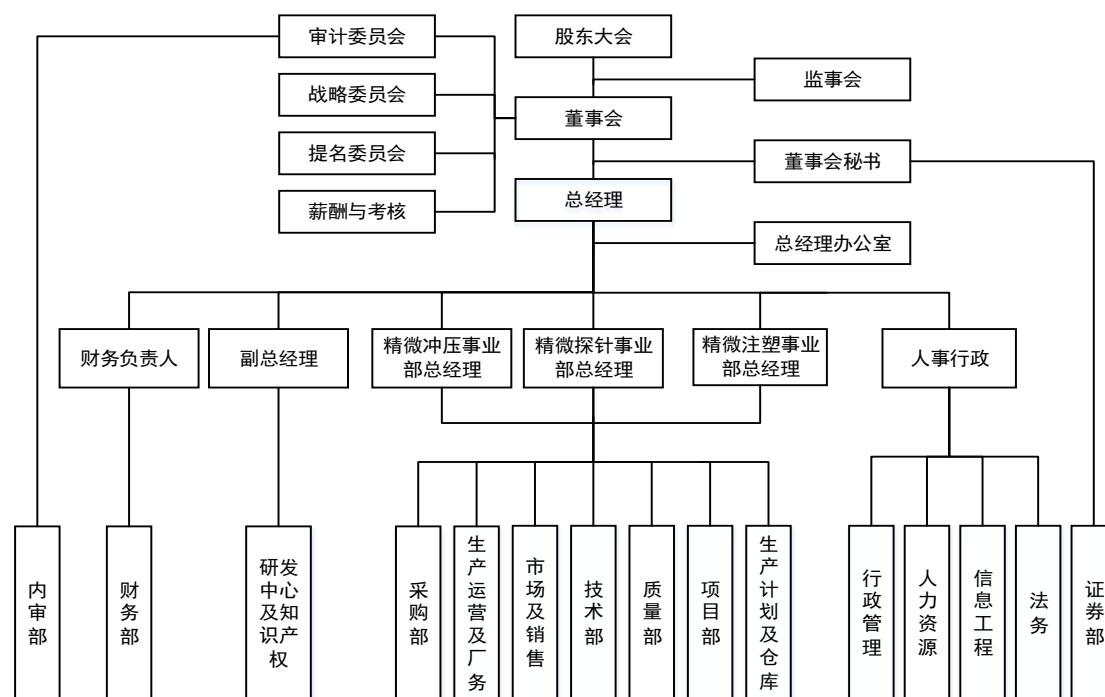 审计委员会
股东大会
战略委员会
监事会
董事会
提名委员会
董事会秘书
薪酬与考核
总经理
总经理办公室
财务负责人
副总经理
精微冲压事业
部总经理
精微探针事业
部总经理
精微注塑事业
部总经理
人事行政
内审部
财务部
研发
中心
及知
识产
权
采购部
生产运营及厂务
市场及销售
技术部
质量部
项目部
生产计划及仓库
行政管理
人力资源
信息工程
法务
证券部